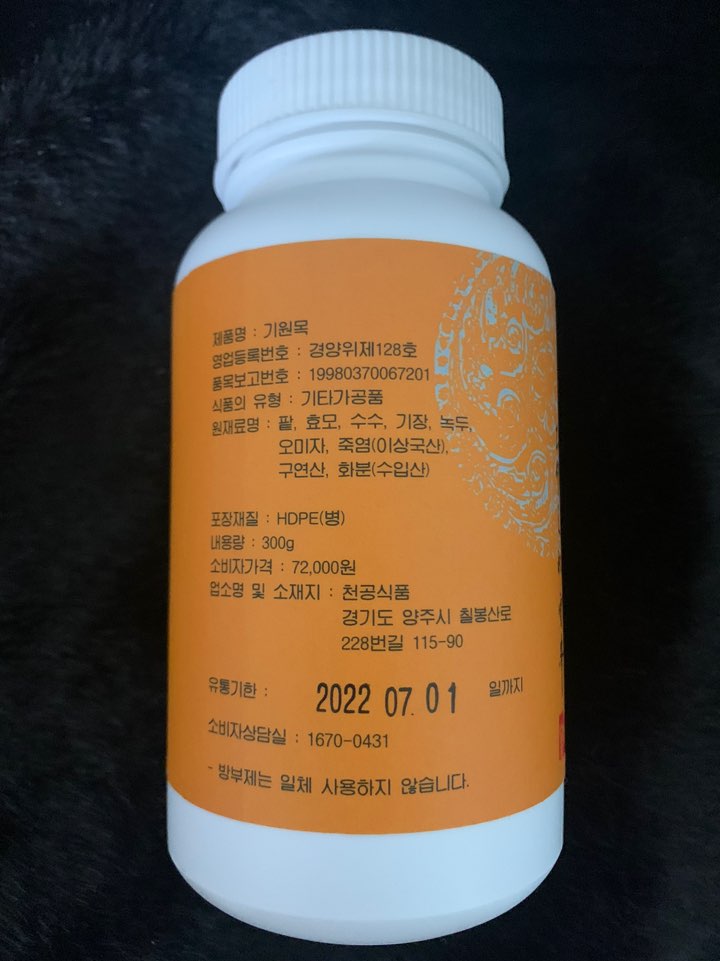 제품명 : 기원목
영업등록번호 : 경양위제128호
품목보고번호 : 19980370067201
식품의 유형 : 기타가공품
원재료명 : 팥, 효모, 수수, 기장, 녹두,
오미자, 죽염(이상국산),
구연산, 화분(수입산)
포장재질 : HDPE(병)
내용량 : 300g
소비자가격 : 72,000원
업소명 및 소재지 : 천공식품
경기도 양주시 칠봉산로
228번길 115-90
유통기한 : 2022 07. 01 일까지
소비자상담실 : 1670-0431
- 방부제는 일체 사용하지 않습니다.